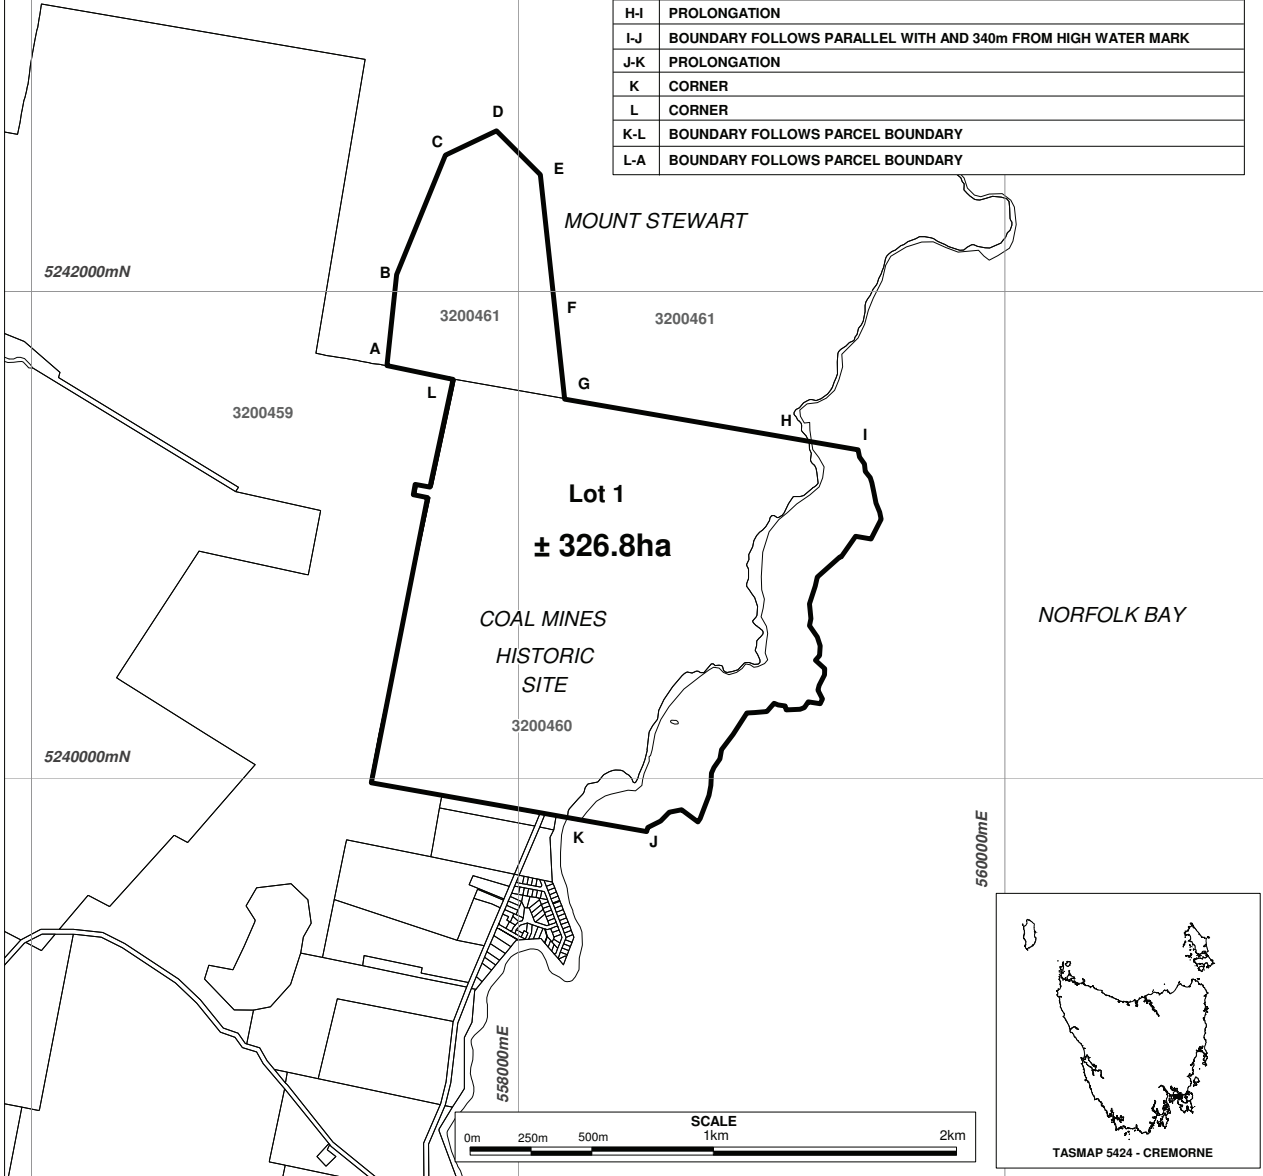 H-I PROLONGATION
I-J BOUNDARY FOLLOWS PARALLEL WITH AND 340m FROM HIGH WATER MARK
J-K PROLONGATION
K CORNER
L CORNER
K-L BOUNDARY FOLLOWS PARCEL BOUNDARY
L-A BOUNDARY FOLLOWS PARCEL BOUNDARY
D
C
E
MOUNT STEWART
5242000mN
B
F
3200461
3200461
A
G
L
3200459
H
I
Lot 1
± 326.8ha
COAL MINES
HISTORIC
SITE
NORFOLK BAY
3200460
5240000mN
K
J
560000mE
558000mE
SCALE
0m 250m 500m 1km 2km
TASMAP 5424 - CREMORNE